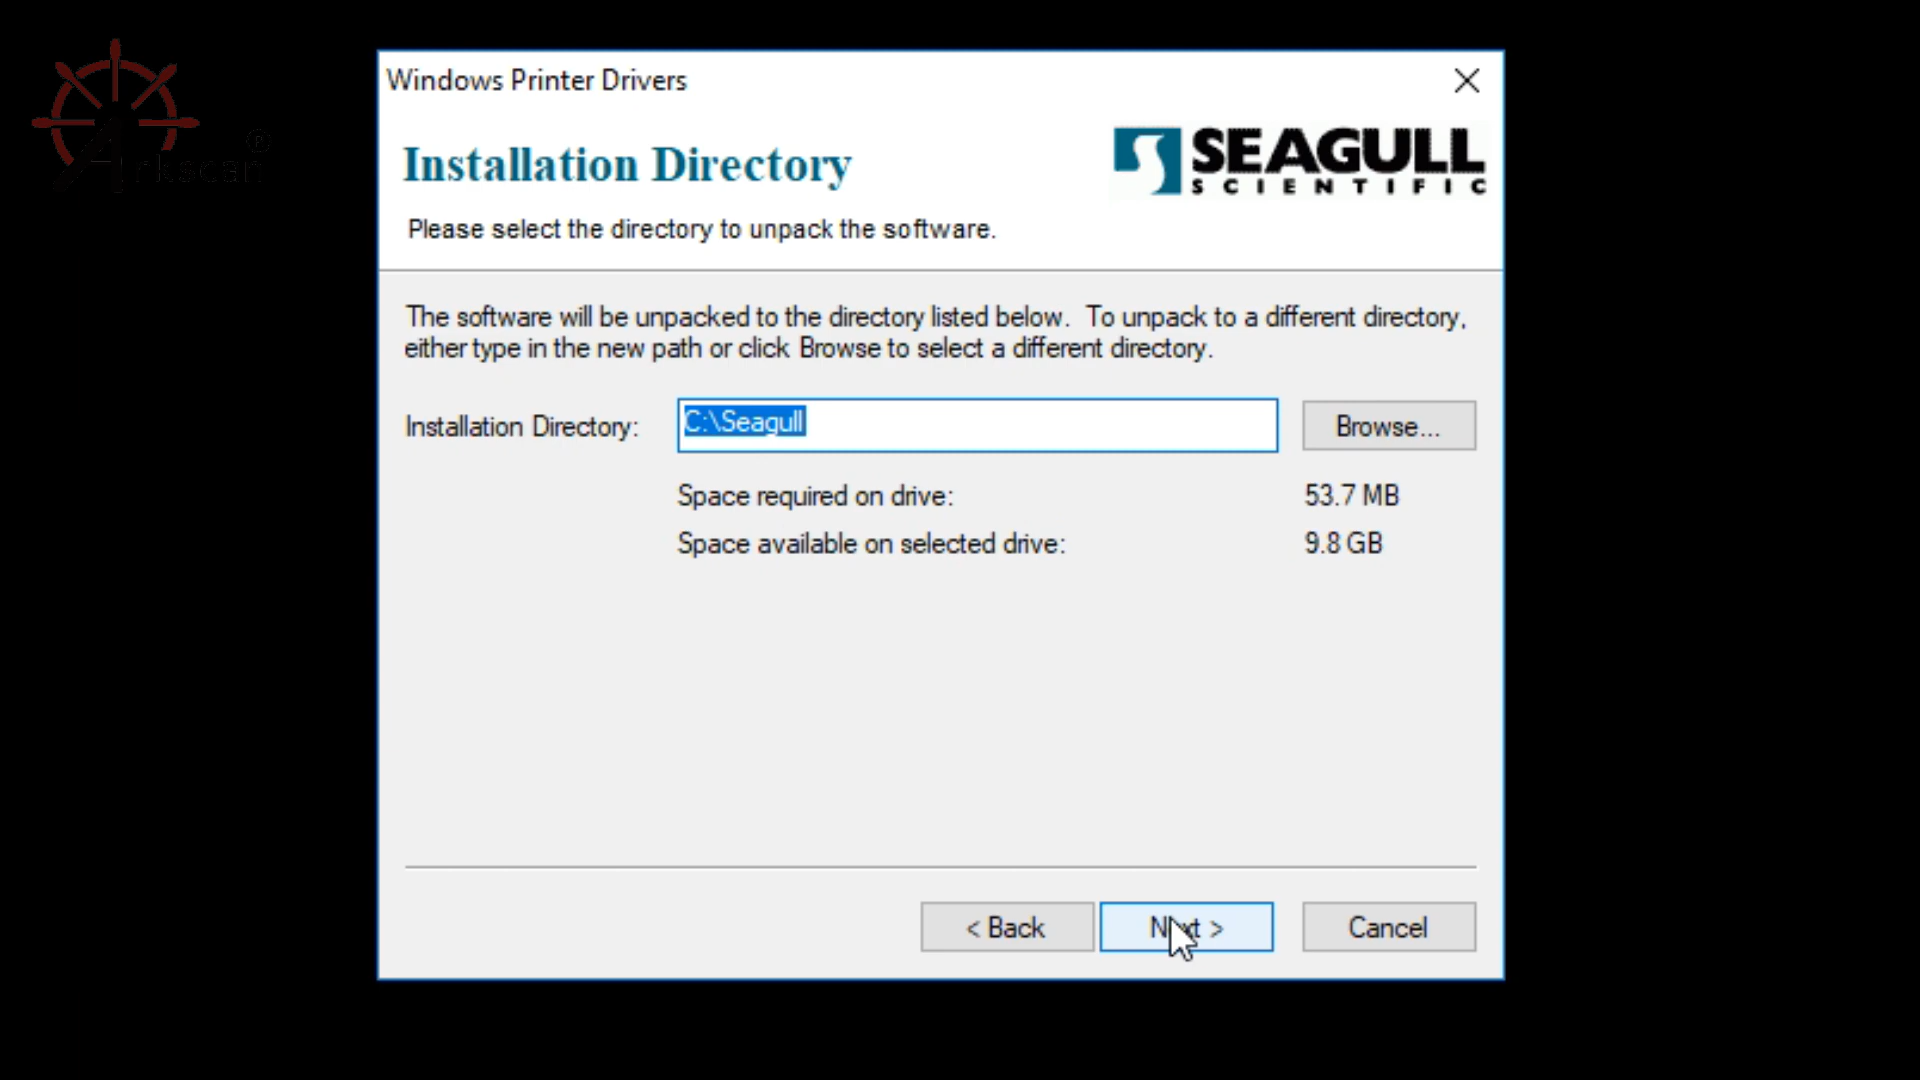 Arkscan®
Windows Printer Drivers
Installation Directory
SEAGULL
SCIENTIFIC
Please select the directory to unpack the software.
The software will be unpacked to the directory listed below. To unpack to a different directory,
either type in the new path or click Browse to select a different directory.
Installation Directory: C:\Seagull Browse...
Space required on drive: 53.7 MB
Space available on selected drive: 9.8 GB
< Back Next > Cancel